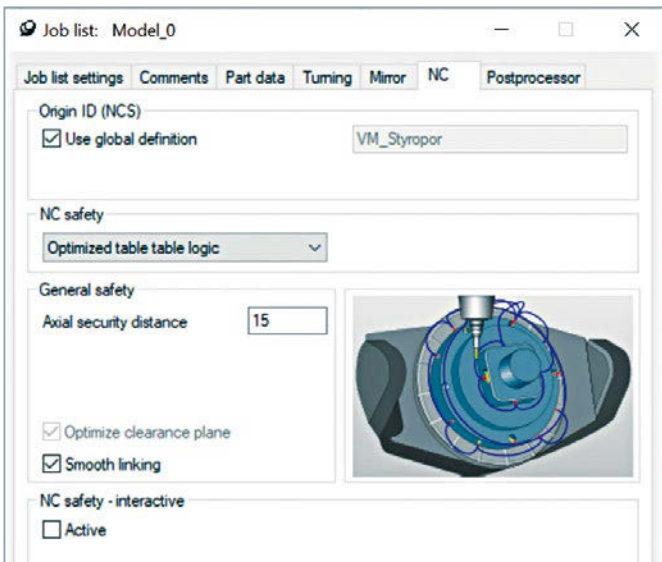 Job list: Model_0
Job list settings Comments Part data Turning Mirror NC Postprocessor
Origin ID (NCS)
Use global definition VM_Styropor
NC safety
Optimized table table logic
General safety
Axial security distance 15
Optimize clearance plane
Smooth linking
NC safety - interactive
Active